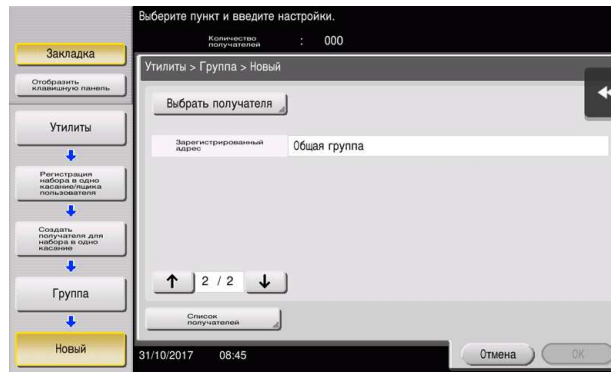 Выберите пункт и введите настройки.
Количество
получателей : 000
Закладка
Отобразить
клавишную панель
Утилиты
Регистрация
набора в одно
касание/ящика
пользователя
Создать
получателя для
набора в одно
касание
Группа
Новый
Утилиты > Группа > Новый
Выбрать получателя
Зарегистрированный
адрес
Общая группа
2 / 2
Список
получателей
31/10/2017 08:45
Отмена
OK